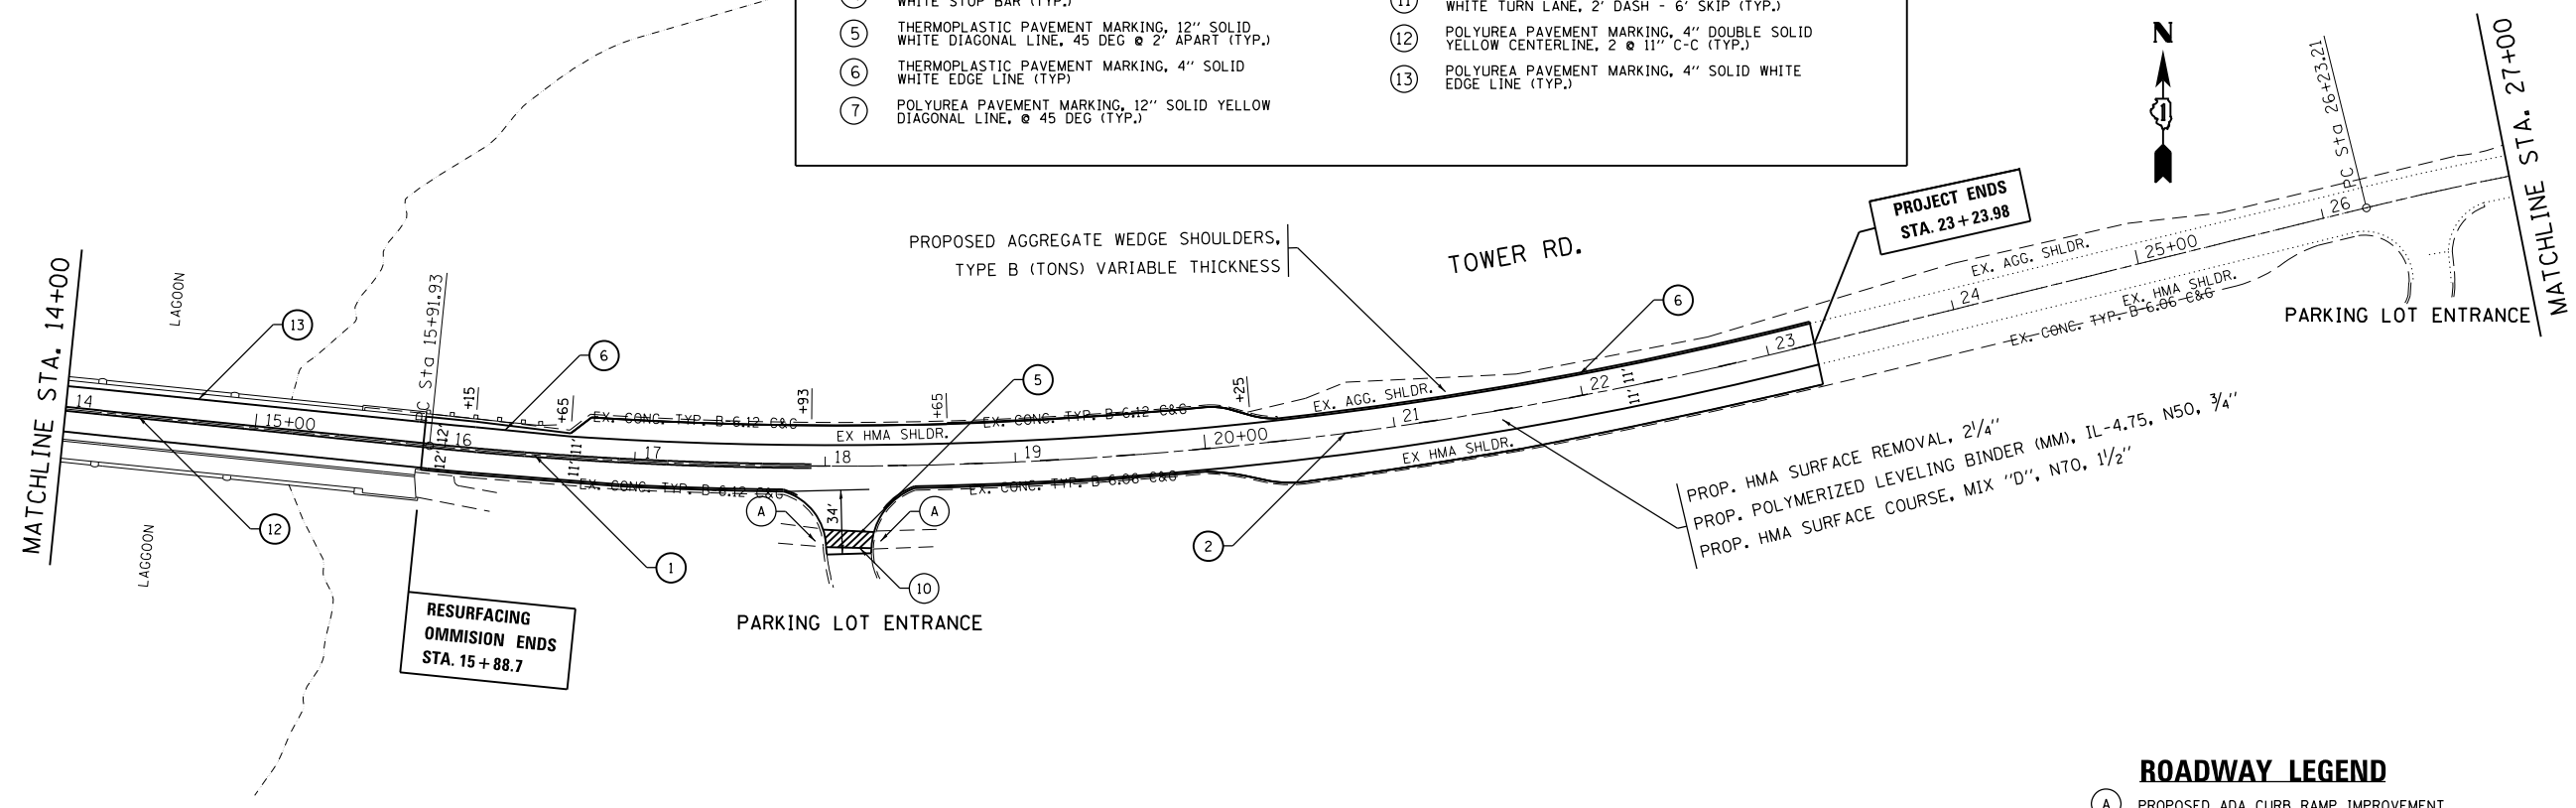 WHITE STOP BAR (TYP.)
5 THERMOPLASTIC PAVEMENT MARKING, 12" SOLID
WHITE DIAGONAL LINE, 45 DEG @ 2' APART (TYP.)
6 THERMOPLASTIC PAVEMENT MARKING, 4" SOLID
WHITE EDGE LINE (TYP)
7 POLYUREA PAVEMENT MARKING, 12" SOLID YELLOW
DIAGONAL LINE, @ 45 DEG (TYP.)
11 WHITE TURN LANE, 2' DASH - 6' SKIP (TYP.)
12 POLYUREA PAVEMENT MARKING, 4" DOUBLE SOLID
YELLOW CENTERLINE, 2 @ 11" C-C (TYP.)
13 POLYUREA PAVEMENT MARKING, 4" SOLID WHITE
EDGE LINE (TYP.)
N
1
MATCHLINE STA. 27+00
PC Sta 26+23.21
PROJECT ENDS
STA. 23+23.98
PROPOSED AGGREGATE WEDGE SHOULDERS,
TYPE B (TONS) VARIABLE THICKNESS
TOWER RD.
MATCHLINE STA. 14+00
LAGOON
13
Sta 15+91.93
+15
6
+65
+93
5
+65
+25
6
EX. AGG. SHLDR.
25+00
26
24
EX. HMA SHLDR.
EX. CONC. TYP. B-6.06 C&G
PARKING LOT ENTRANCE
14
15+00
16
12' 12'
11' 11'
17
EX. CONC. TYP. B-6.12 C&G
EX HMA SHLDR.
18
19
EX. CONC. TYP. B-6.12 C&G
20+00
EX. AGG. SHLDR.
21
22
11' 11'
23
EX HMA SHLDR.
EX. CONC. TYP. B-6.12 C&G
EX. CONC. TYP. B-6.06 C&G
34'
A
A
12
1
10
2
LAGOON
PARKING LOT ENTRANCE
PROP. HMA SURFACE REMOVAL, 2 1/4"
PROP. POLYMERIZED LEVELING BINDER (MM), IL-4.75, N50, 3/4"
PROP. HMA SURFACE COURSE, MIX "D", N70, 1 1/2"
RESURFACING
OMMISION ENDS
STA. 15+88.7
ROADWAY LEGEND
A PROPOSED ADA CURB RAMP IMPROVEMENT